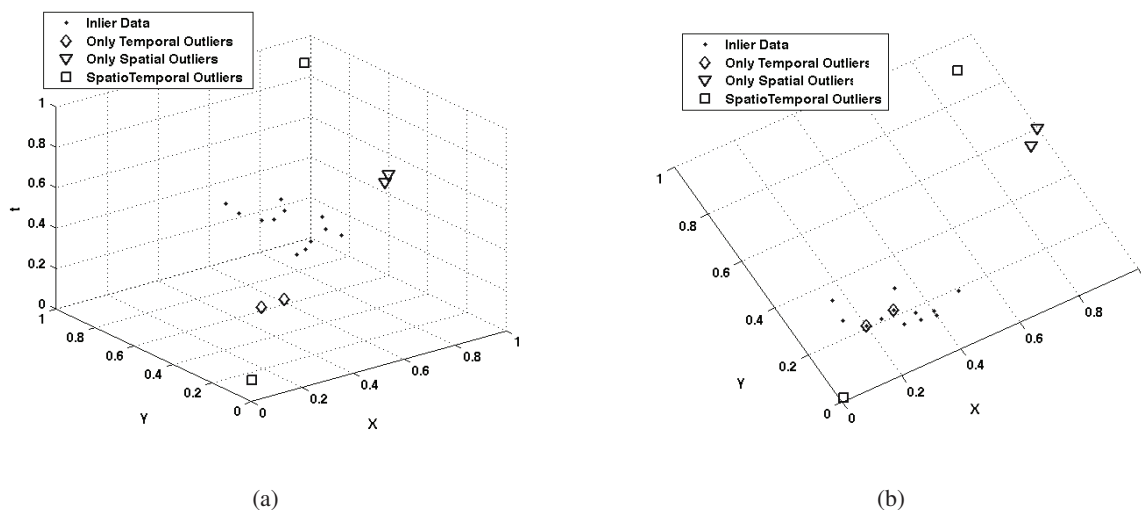 Inlier Data
Only Temporal Outliers
Only Spatial Outliers
SpatioTemporal Outliers
1
0.8
0.6
0.4
0.2
0
t
1
0.8
0.6
0.4
0.2
0
Y
0
0.2
0.4
0.6
0.8
1
X
(a)
Inlier Data
Only Temporal Outliers
Only Spatial Outliers
SpatioTemporal Outliers
1
0.8
0.6
0.4
0.2
0
Y
0
0.2
0.4
0.6
0.8
X
(b)